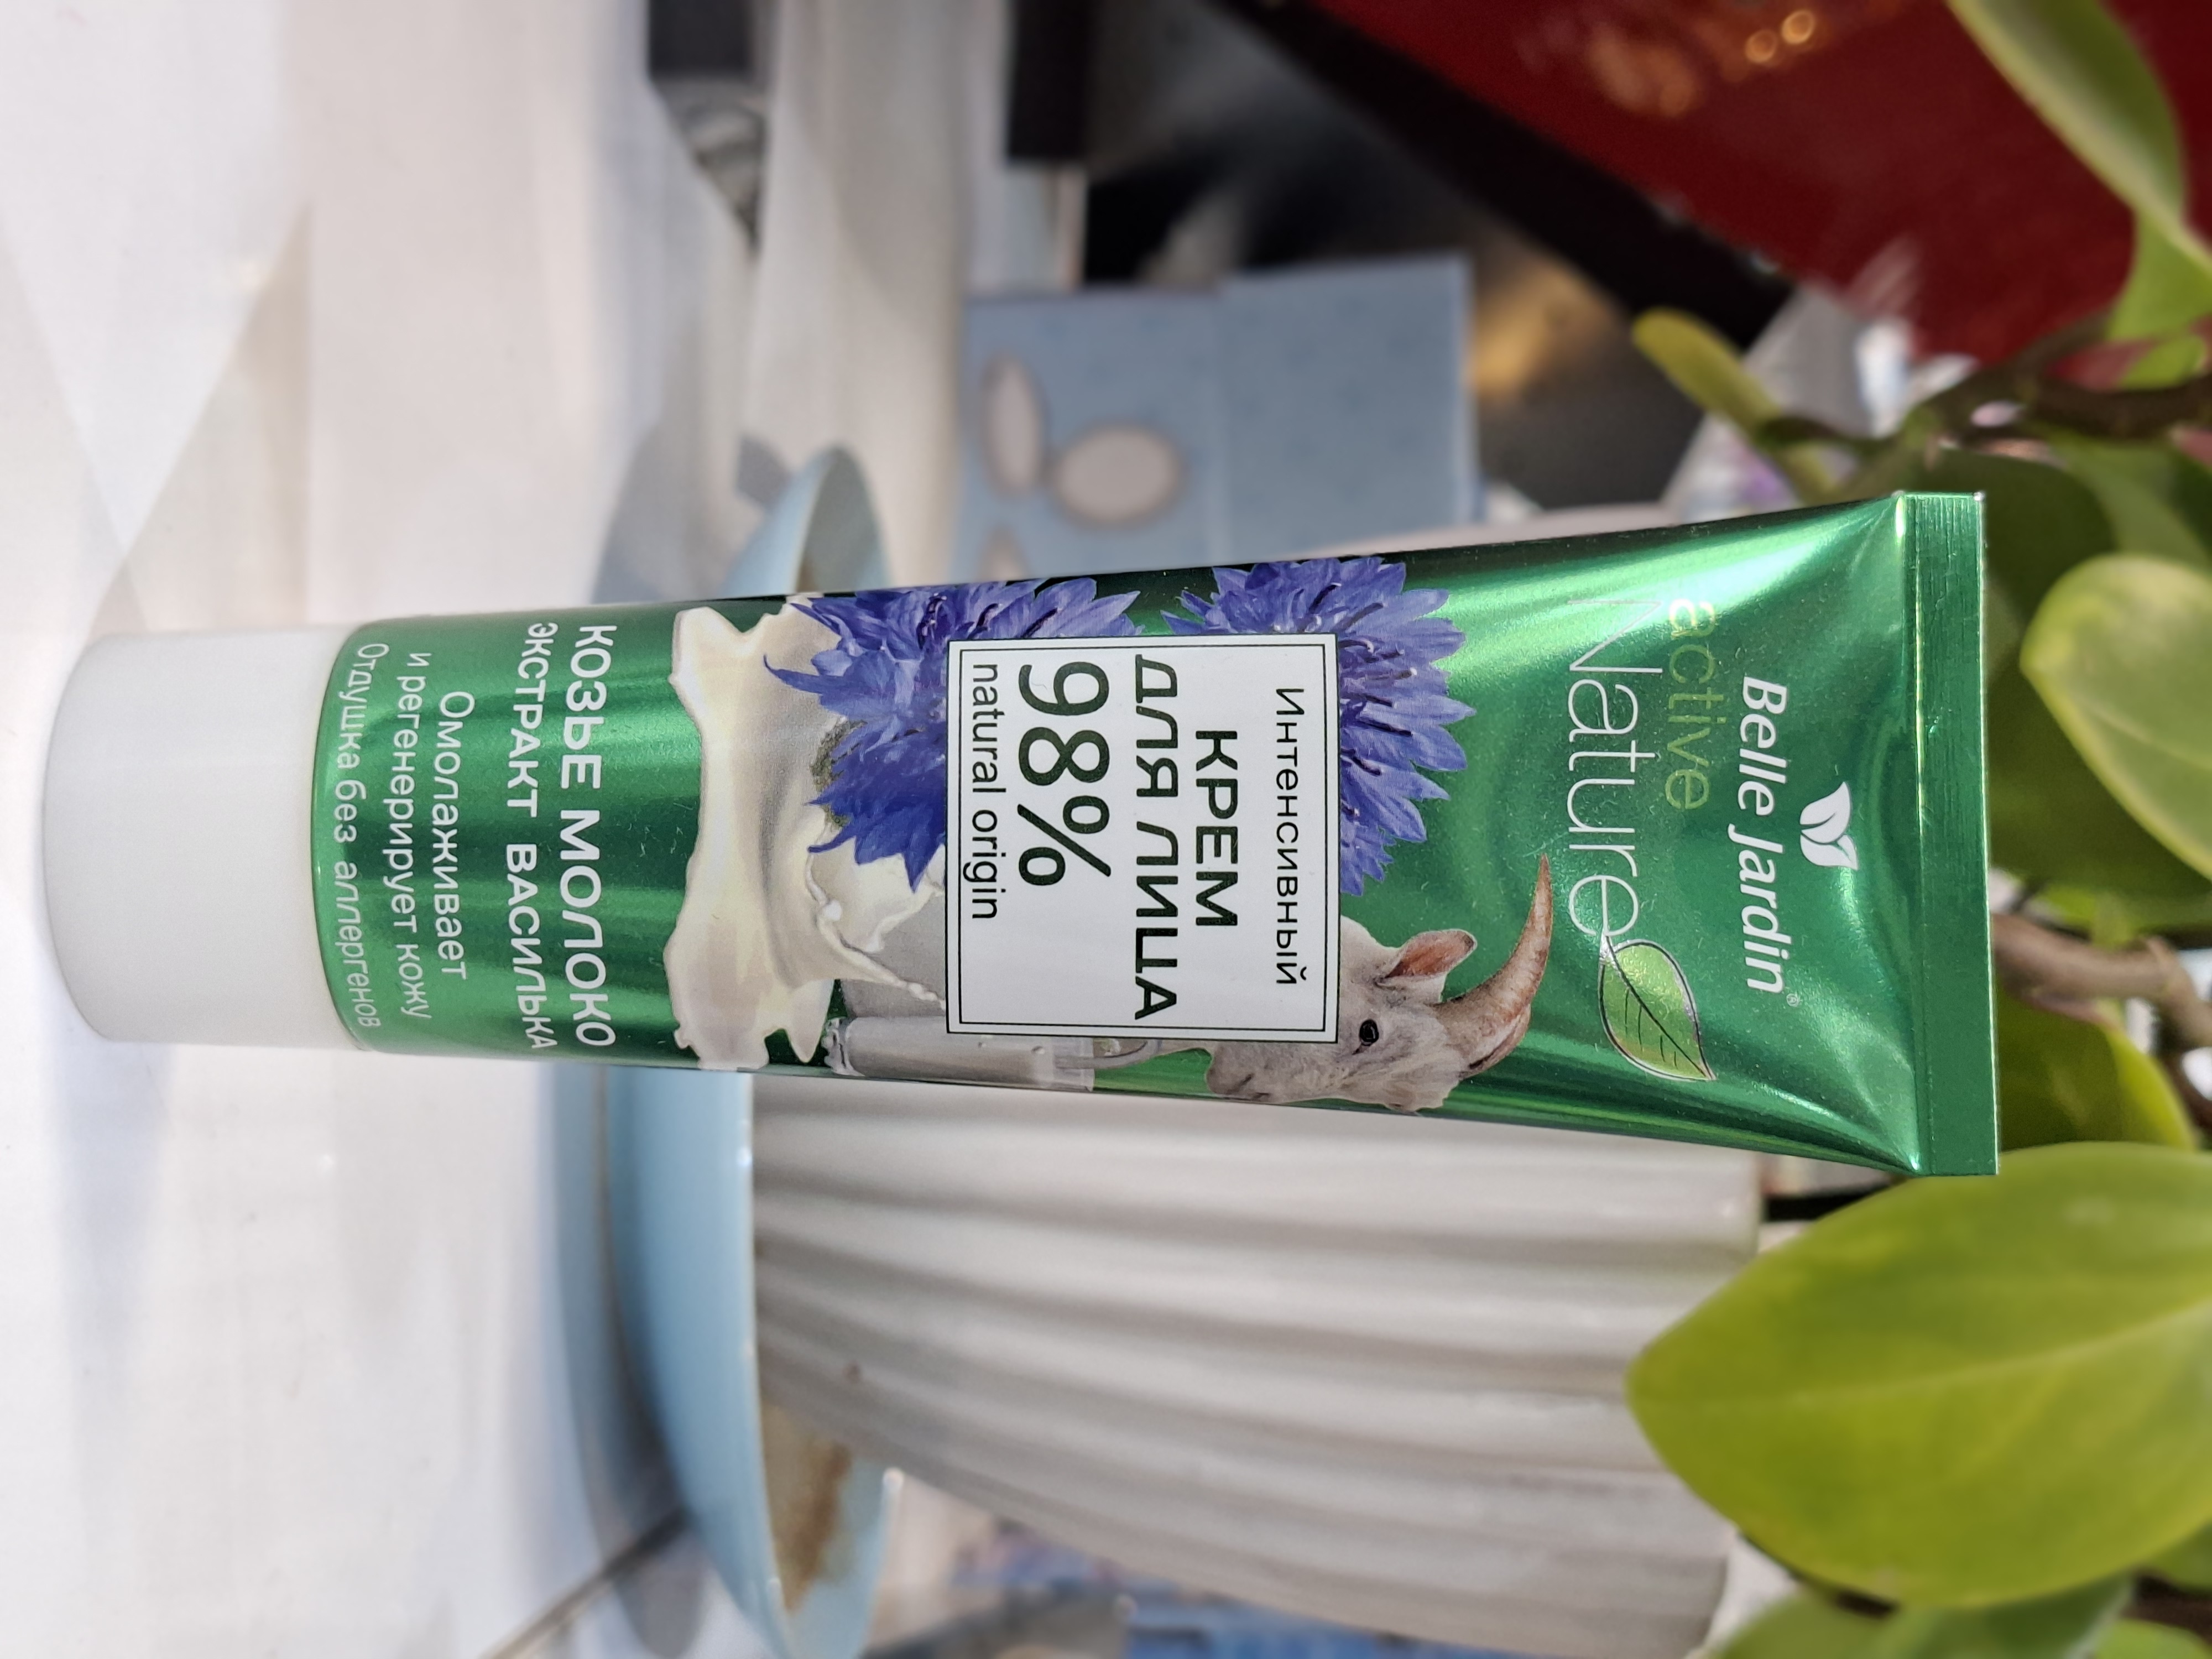 Belle Jardin®
active
Nature
Интенсивный
КРЕМ
ДЛЯ ЛИЦА
98%
natural origin
КОЗЬЕ МОЛОКО
ЭКСТРАКТ ВАСИЛЬКА
Омолаживает
и регенерирует кожу
Отдушка без аллергенов